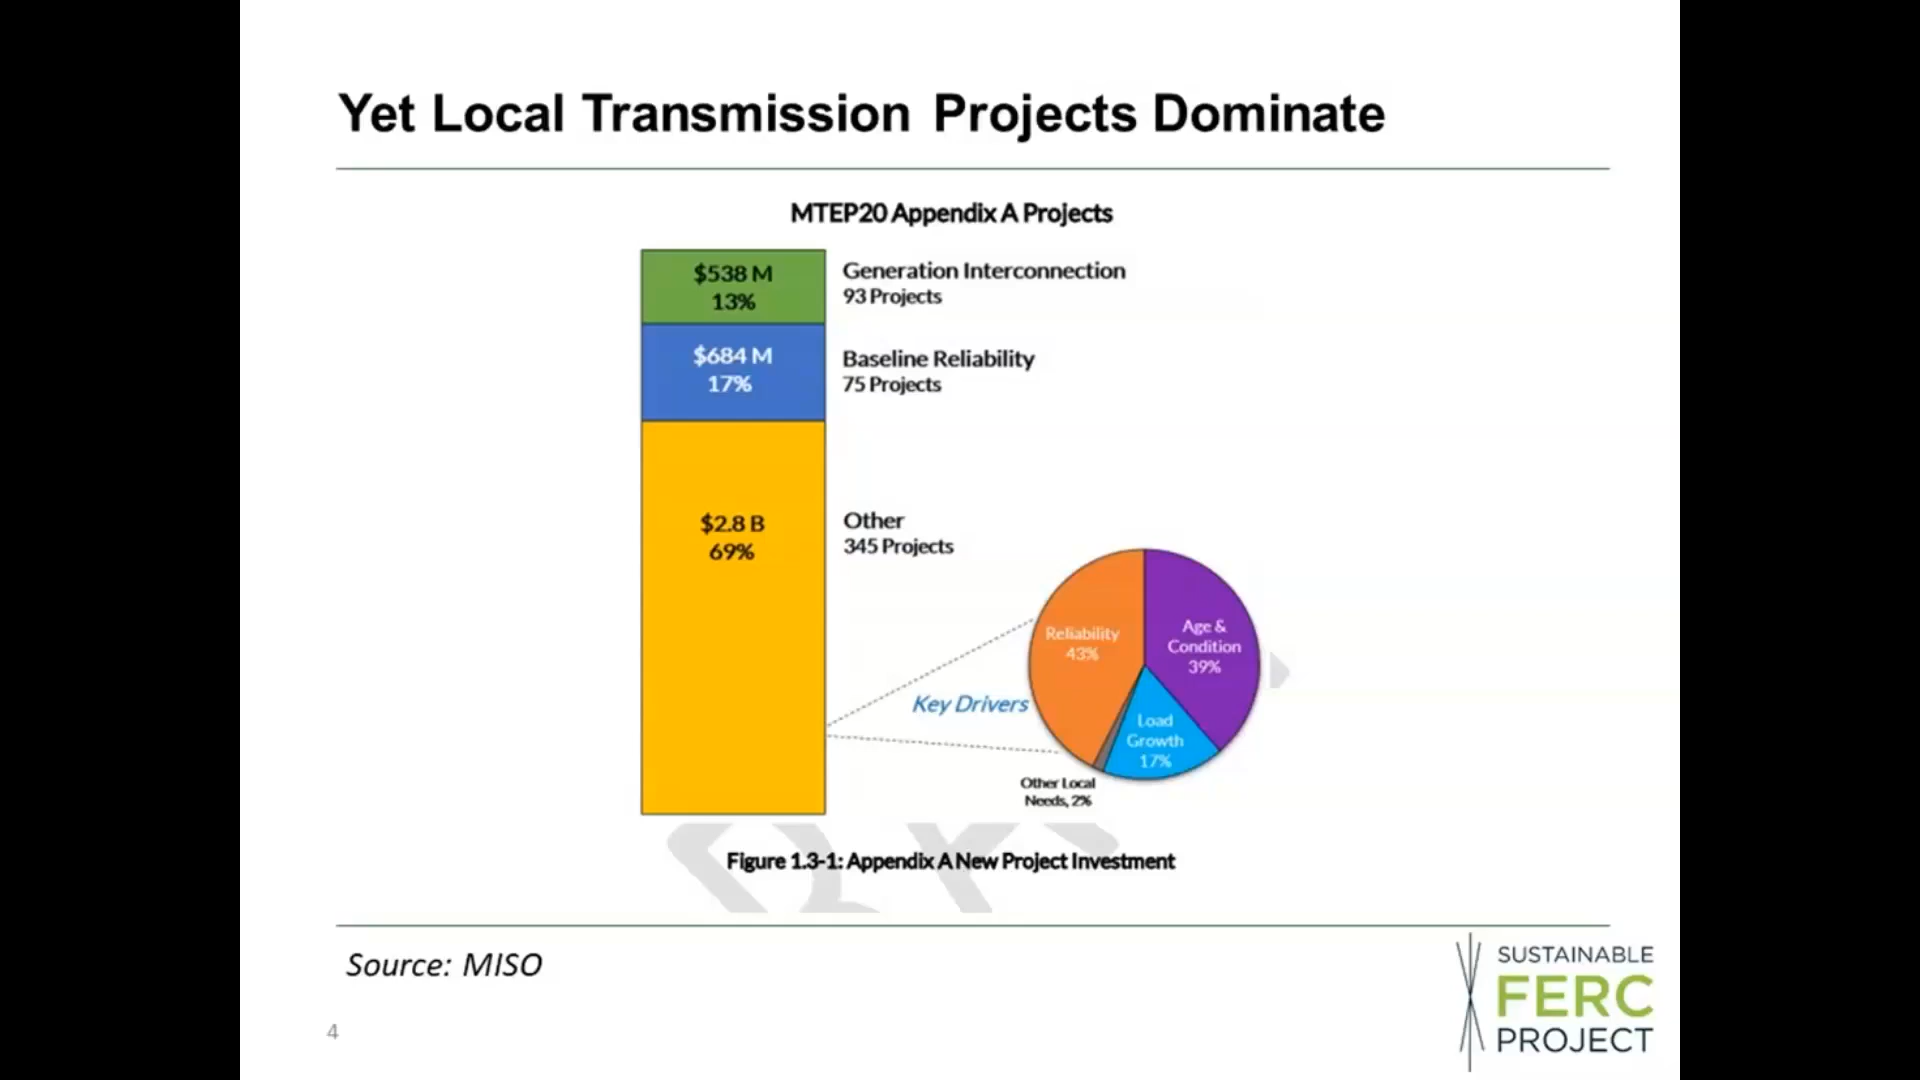 Yet Local Transmission Projects Dominate
MTEP20 Appendix A Projects
$538 M
13%
Generation Interconnection
93 Projects
$684 M
17%
Baseline Reliability
75 Projects
$2.8 B
69%
Other
345 Projects
Reliability
43%
Age &
Condition
39%
Key Drivers
Load
Growth
17%
Other Local
Needs, 2%
Figure 1.3-1: Appendix A New Project Investment
Source: MISO
SUSTAINABLE
FERC
PROJECT
4